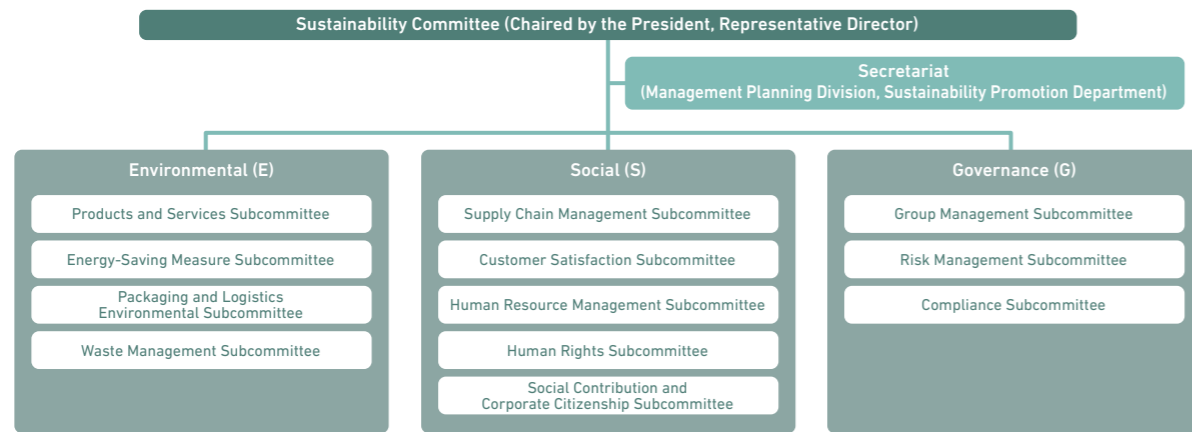 Sustainability Committee (Chaired by the President, Representative Director)
Secretariat
(Management Planning Division, Sustainability Promotion Department)
Environmental (E)
Products and Services Subcommittee
Energy-Saving Measure Subcommittee
Packaging and Logistics
Environmental Subcommittee
Waste Management Subcommittee
Social (S)
Supply Chain Management Subcommittee
Customer Satisfaction Subcommittee
Human Resource Management Subcommittee
Human Rights Subcommittee
Social Contribution and
Corporate Citizenship Subcommittee
Governance (G)
Group Management Subcommittee
Risk Management Subcommittee
Compliance Subcommittee